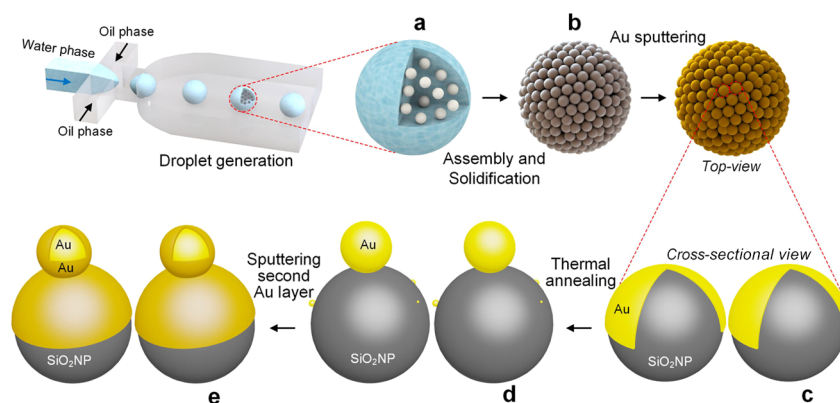 Oil phase
Water phase
Oil phase
Droplet generation
a
Assembly and
Solidification
b
Au sputtering
Top-view
Au
Au
SiO₂NP
e
Sputtering
second
Au layer
Au
SiO₂NP
d
Thermal
annealing
Cross-sectional view
Au
SiO₂NP
c